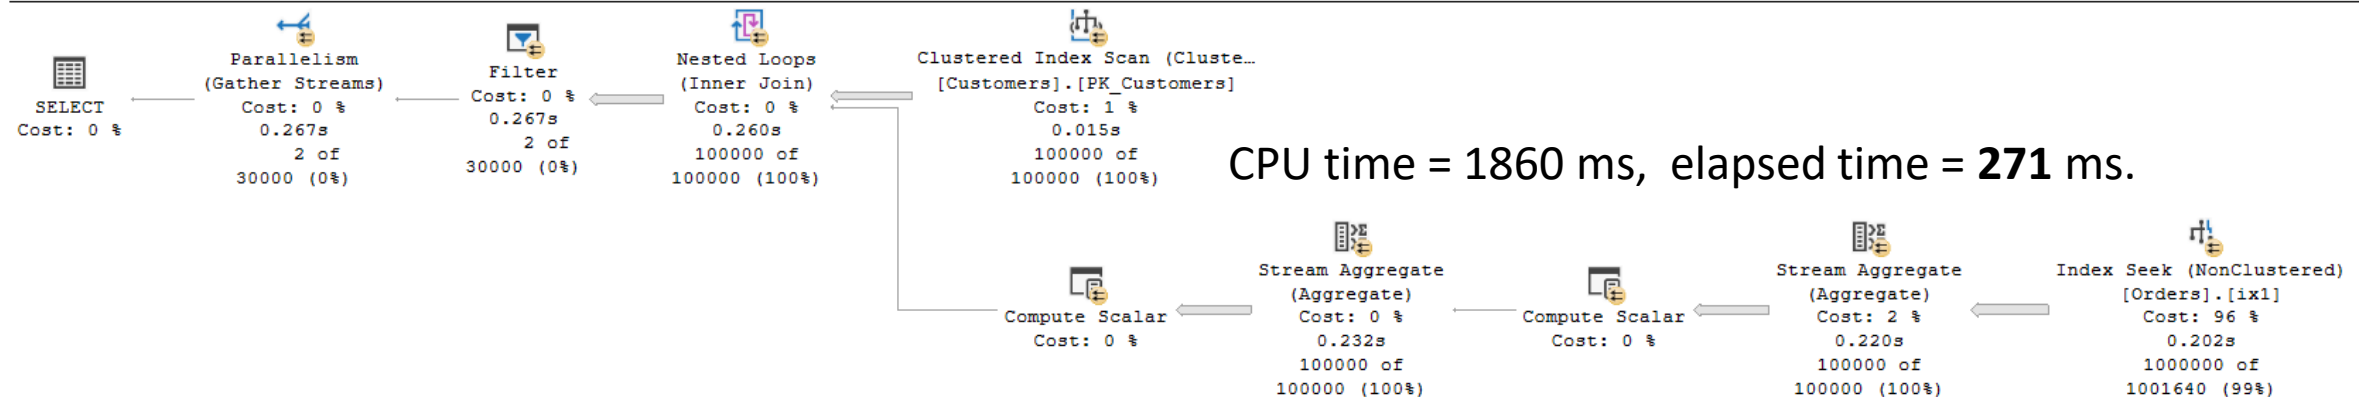 SELECT
Cost: 0 %
Parallelism
(Gather Streams)
Cost: 0 %
0.267s
2 of
30000 (0%)
Filter
Cost: 0 %
0.267s
2 of
30000 (0%)
Nested Loops
(Inner Join)
Cost: 0 %
0.260s
100000 of
100000 (100%)
Clustered Index Scan (Cluste…
[Customers].[PK_Customers]
Cost: 1 %
0.015s
100000 of
100000 (100%)
CPU time = 1860 ms, elapsed time = 271 ms.
Compute Scalar
Cost: 0 %
Stream Aggregate
(Aggregate)
Cost: 0 %
0.232s
100000 of
100000 (100%)
Compute Scalar
Cost: 0 %
Stream Aggregate
(Aggregate)
Cost: 2 %
0.220s
100000 of
100000 (100%)
Index Seek (NonClustered)
[Orders].[ix1]
Cost: 96 %
0.202s
1000000 of
1001640 (99%)